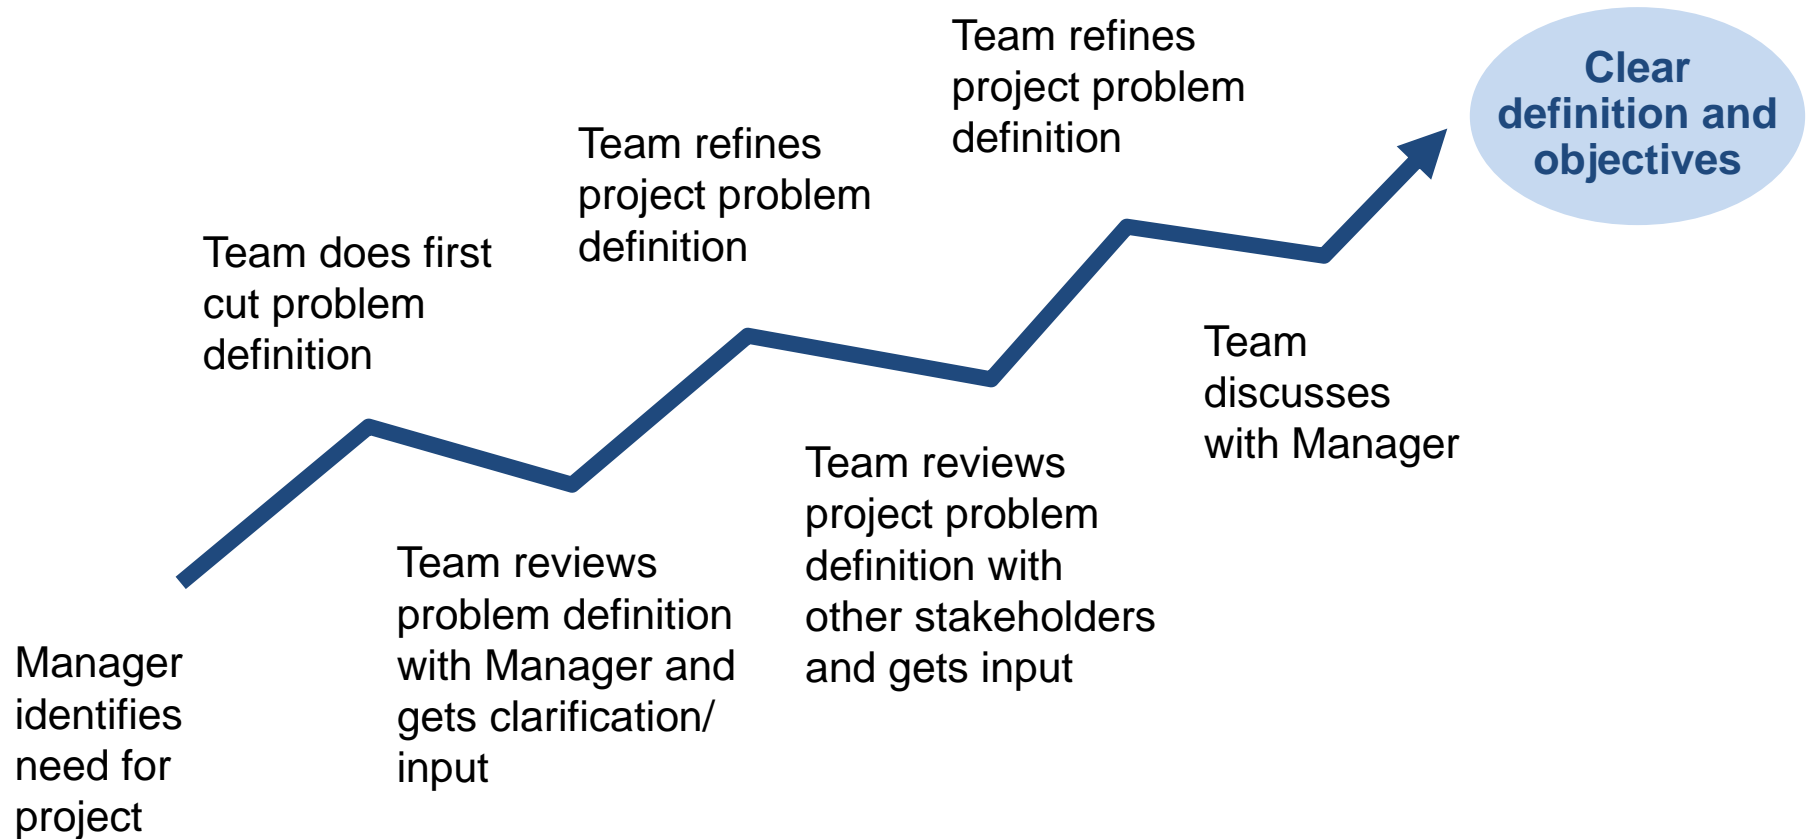 Manager
identifies
need for
project
Team does first
cut problem
definition
Team reviews
problem definition
with Manager and
gets clarification/
input
Team refines
project problem
definition
Team reviews
project problem
definition with
other stakeholders
and gets input
Team refines
project problem
definition
Team
discusses
with Manager
Clear
definition and
objectives